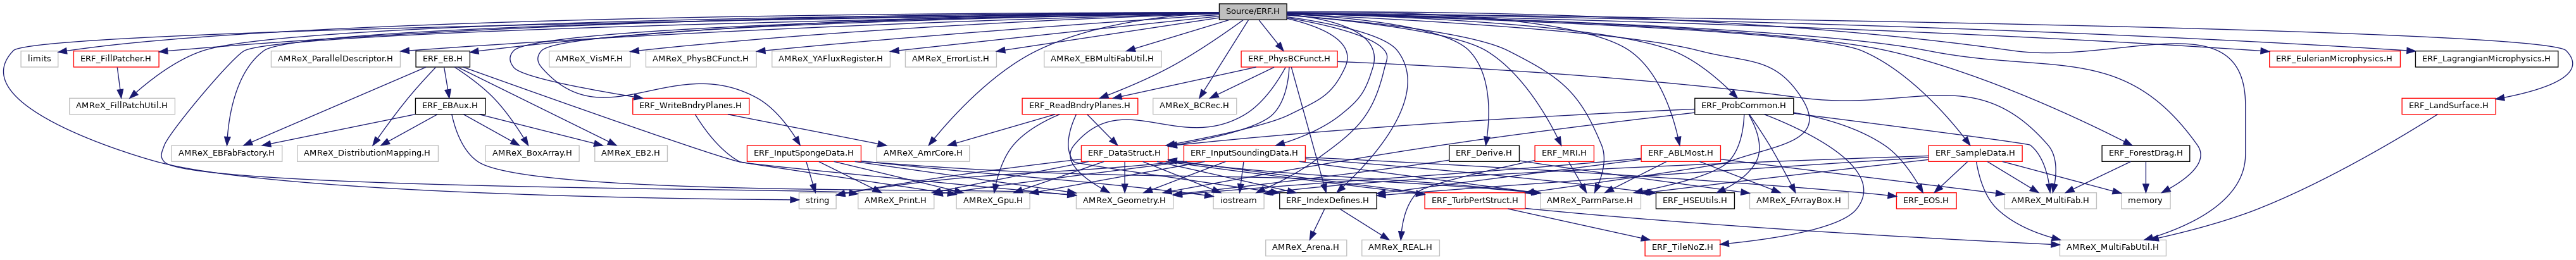 Source/ERF.H
limits
ERF_FillPatcher.H
AMReX_ParallelDescriptor.H
ERF_EB.H
AMReX_VisMF.H
AMReX_PhysBCFunct.H
AMReX_YAFluxRegister.H
AMReX_ErrorList.H
AMReX_EBMultiFabUtil.H
ERF_PhysBCFunct.H
ERF_EulerianMicrophysics.H
ERF_LagrangianMicrophysics.H
AMReX_FillPatchUtil.H
ERF_EBAux.H
ERF_WriteBndryPlanes.H
ERF_ReadBndryPlanes.H
AMReX_BCRec.H
ERF_ProbCommon.H
ERF_LandSurface.H
AMReX_EBFabFactory.H
AMReX_DistributionMapping.H
AMReX_BoxArray.H
AMReX_EB2.H
ERF_InputSpongeData.H
AMReX_AmrCore.H
ERF_DataStruct.H
ERF_InputSoundingData.H
ERF_Derive.H
ERF_MRI.H
ERF_ABLMost.H
ERF_SampleData.H
ERF_ForestDrag.H
string
AMReX_Print.H
AMReX_Gpu.H
AMReX_Geometry.H
iostream
ERF_IndexDefines.H
ERF_TurbPertStruct.H
AMReX_ParmParse.H
ERF_HSEUtils.H
AMReX_FArrayBox.H
ERF_EOS.H
AMReX_MultiFab.H
memory
AMReX_Arena.H
AMReX_REAL.H
ERF_TileNoZ.H
AMReX_MultiFabUtil.H